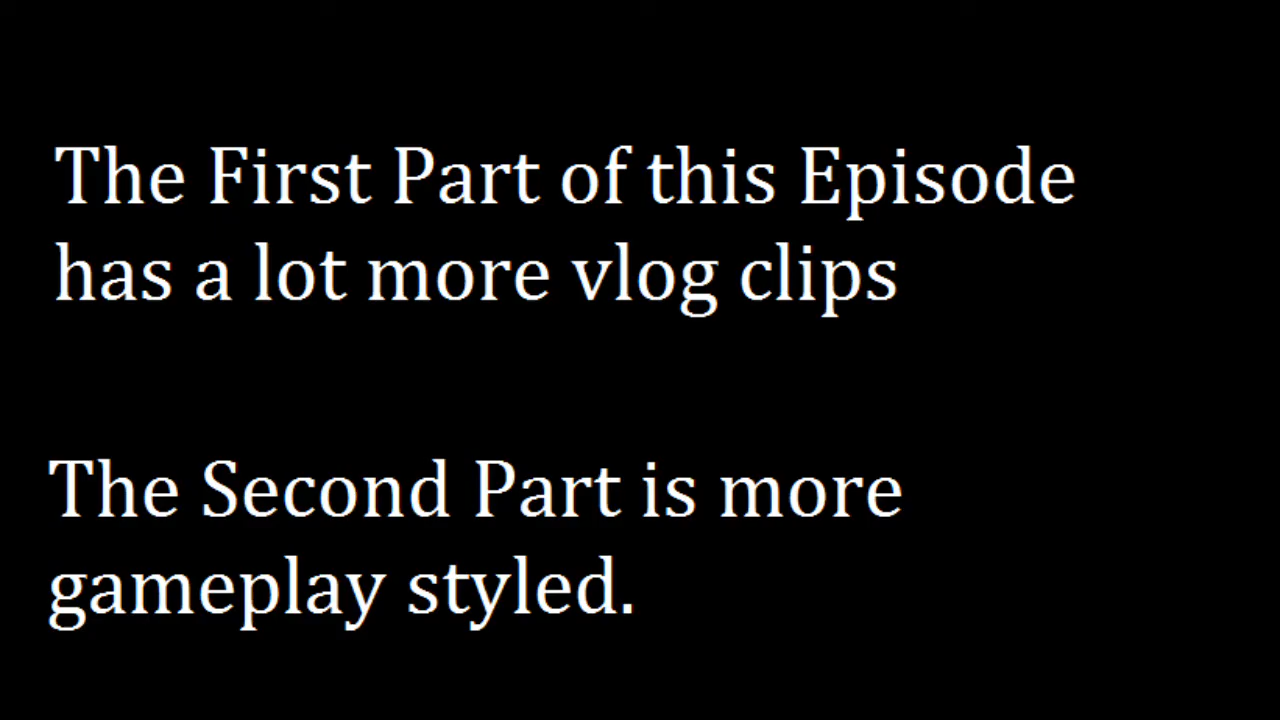 The First Part of this Episode
has a lot more vlog clips
The Second Part is more
gameplay styled.